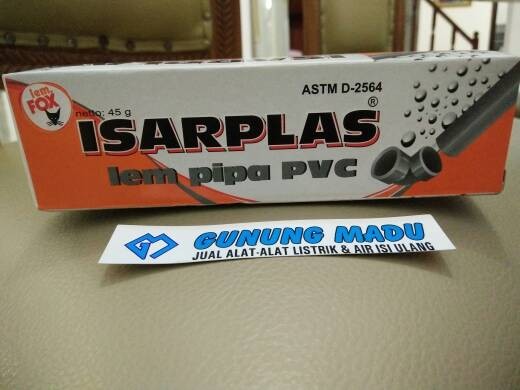 ASTM D-2564
lem
FOX
netto: 45 g
ISARPLAS®
lem pipa PVC
GUNUNG MADU
JUAL ALAT-ALAT LISTRIK & AIR ISI ULANG